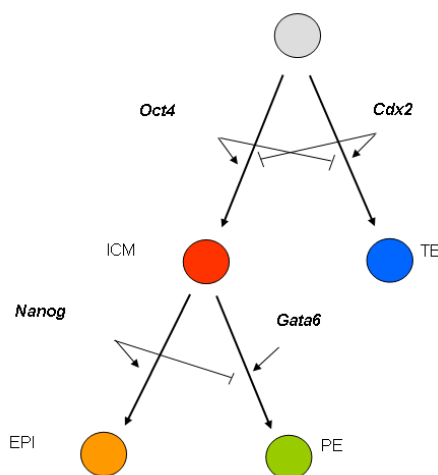 Oct4
Cdx2
ICM
TE
Nanog
Gata6
EPI
PE